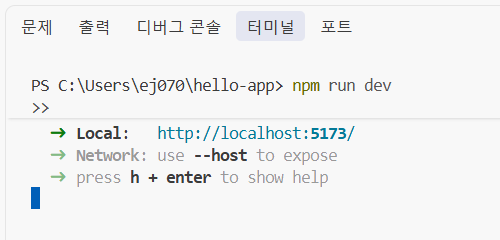 문제 출력 디버그 콘솔 터미널 포트
PS C:\Users\ej070\hello-app> npm run dev
>>
➜ Local: http://localhost:5173/
➜ Network: use --host to expose
➜ press h + enter to show help